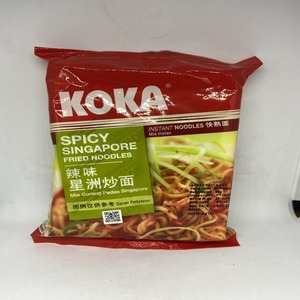 KOKA®
SPICY
SINGAPORE
FRIED NOODLES
辣味
星洲炒面
Mie Goreng Pedas Singapore
INSTANT NOODLES 快熟面
Mie Instan
图例仅供参考 Saran Penyajian